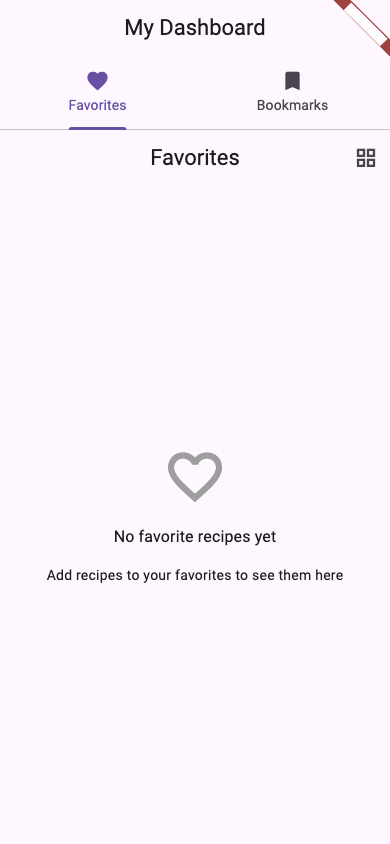 My Dashboard
Favorites
Bookmarks
Favorites
No favorite recipes yet
Add recipes to your favorites to see them here